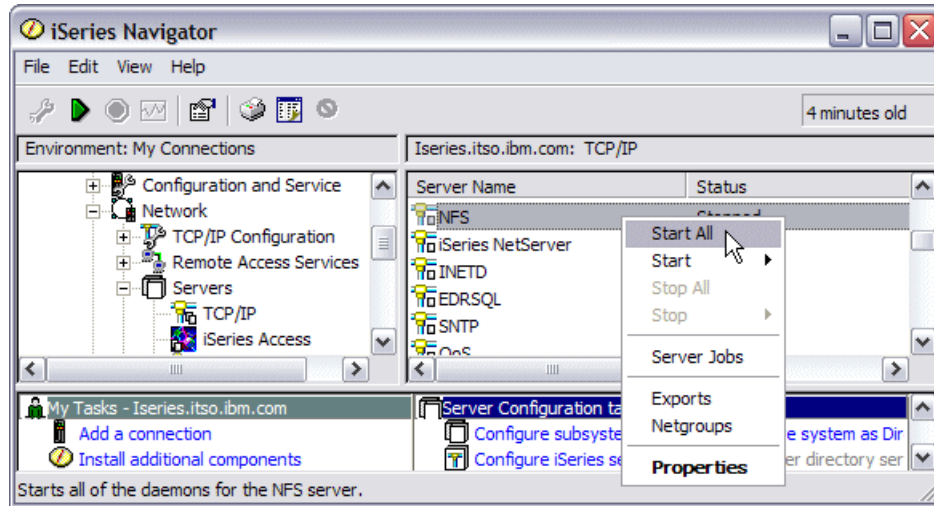 iSeries Navigator
File Edit View Help
4 minutes old
Environment: My Connections
Iseries.itso.ibm.com: TCP/IP
Configuration and Service
Network
TCP/IP Configuration
Remote Access Services
Servers
TCP/IP
iSeries Access
Server Name Status
NFS
iSeries NetServer
INETD
EDRSQL
SNTP
QoS
Start All
Start
Stop All
Stop
Server Jobs
Exports
Netgroups
Properties
My Tasks - Iseries.itso.ibm.com
Add a connection
Install additional components
Server Configuration ta
Configure subsyste e system as Dir
Configure iSeries se er directory ser
Starts all of the daemons for the NFS server.